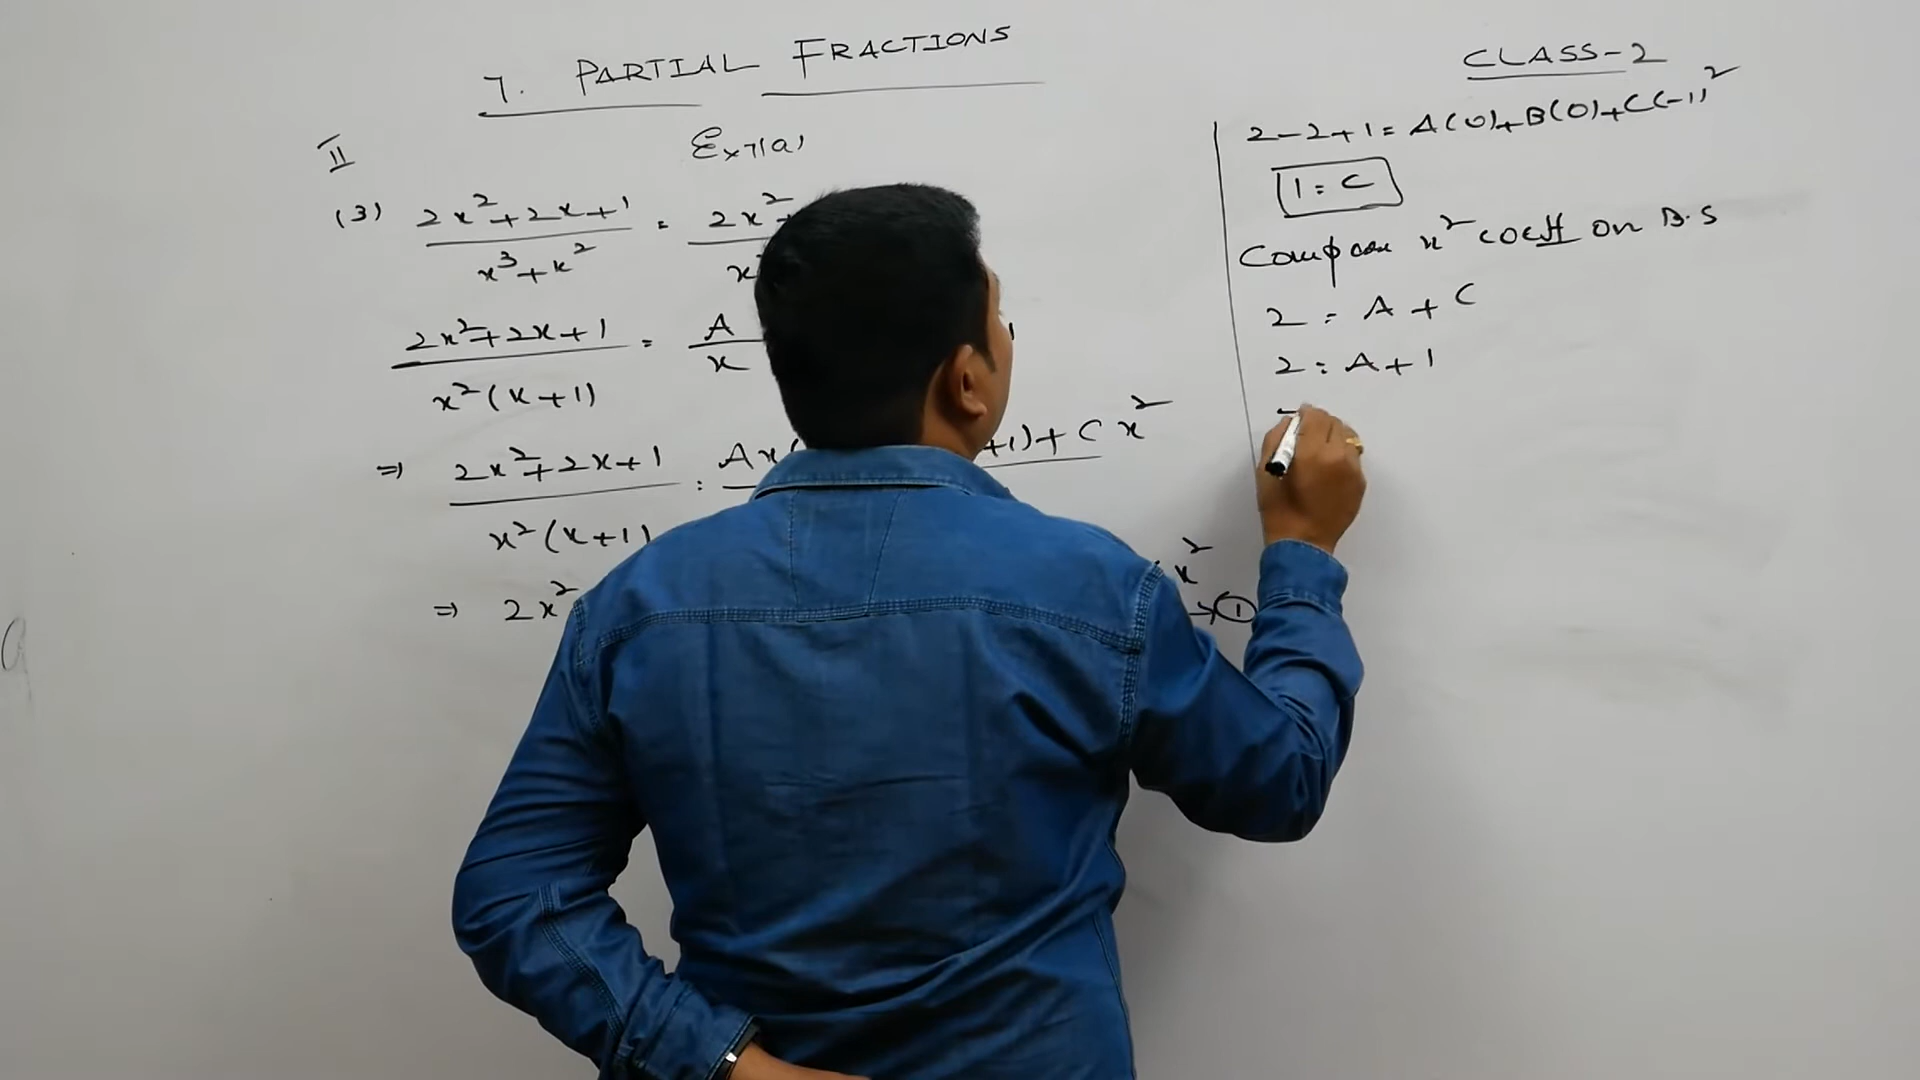 7. PARTIAL FRACTIONS
CLASS-2
II
Ex 7(a)
(3) 2x²+2x+1 / x³+x² = 2x²
2x²+2x+1 / x²(x+1) = A / x
⇒ 2x²+2x+1 / x²(x+1) = Ax( +1)+Cx²
⇒ 2x² x²
→ ①
2-2+1 = A(0)+B(0)+C(-1)²
1 = C
x² coeff on B.S
2 = A + C
2 = A + 1